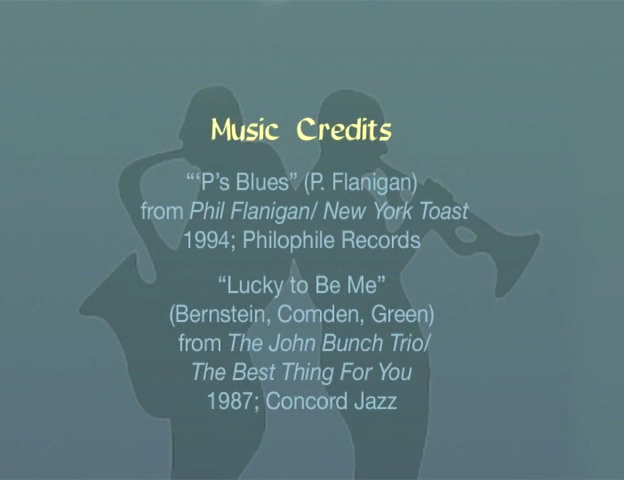 Music Credits
“‘P’s Blues” (P. Flanigan)
from Phil Flanigan/ New York Toast
1994; Philophile Records
“Lucky to Be Me”
(Bernstein, Comden, Green)
from The John Bunch Trio/
The Best Thing For You
1987; Concord Jazz